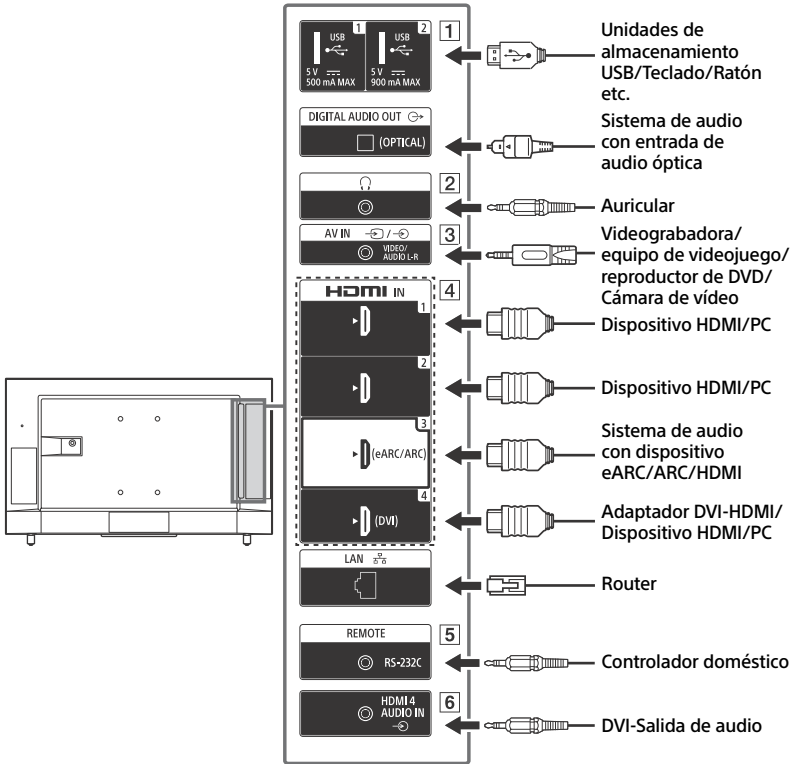 1
USB
5 V
500 mA MAX
2
USB
5 V
900 mA MAX
1
Unidades de
almacenamiento
USB/Teclado/Ratón
etc.
DIGITAL AUDIO OUT
(OPTICAL)
Sistema de audio
con entrada de
audio óptica
2
Auricular
AV IN
/
VIDEO/
AUDIO L-R
3
Videograbadora/
equipo de videojuego/
reproductor de DVD/
Cámara de vídeo
HDMI IN
4
1
Dispositivo HDMI/PC
2
Dispositivo HDMI/PC
3
(eARC/ARC)
Sistema de audio
con dispositivo
eARC/ARC/HDMI
4
(DVI)
Adaptador DVI-HDMI/
Dispositivo HDMI/PC
LAN
Router
REMOTE
RS-232C
5
Controlador doméstico
HDMI 4
AUDIO IN
6
DVI-Salida de audio